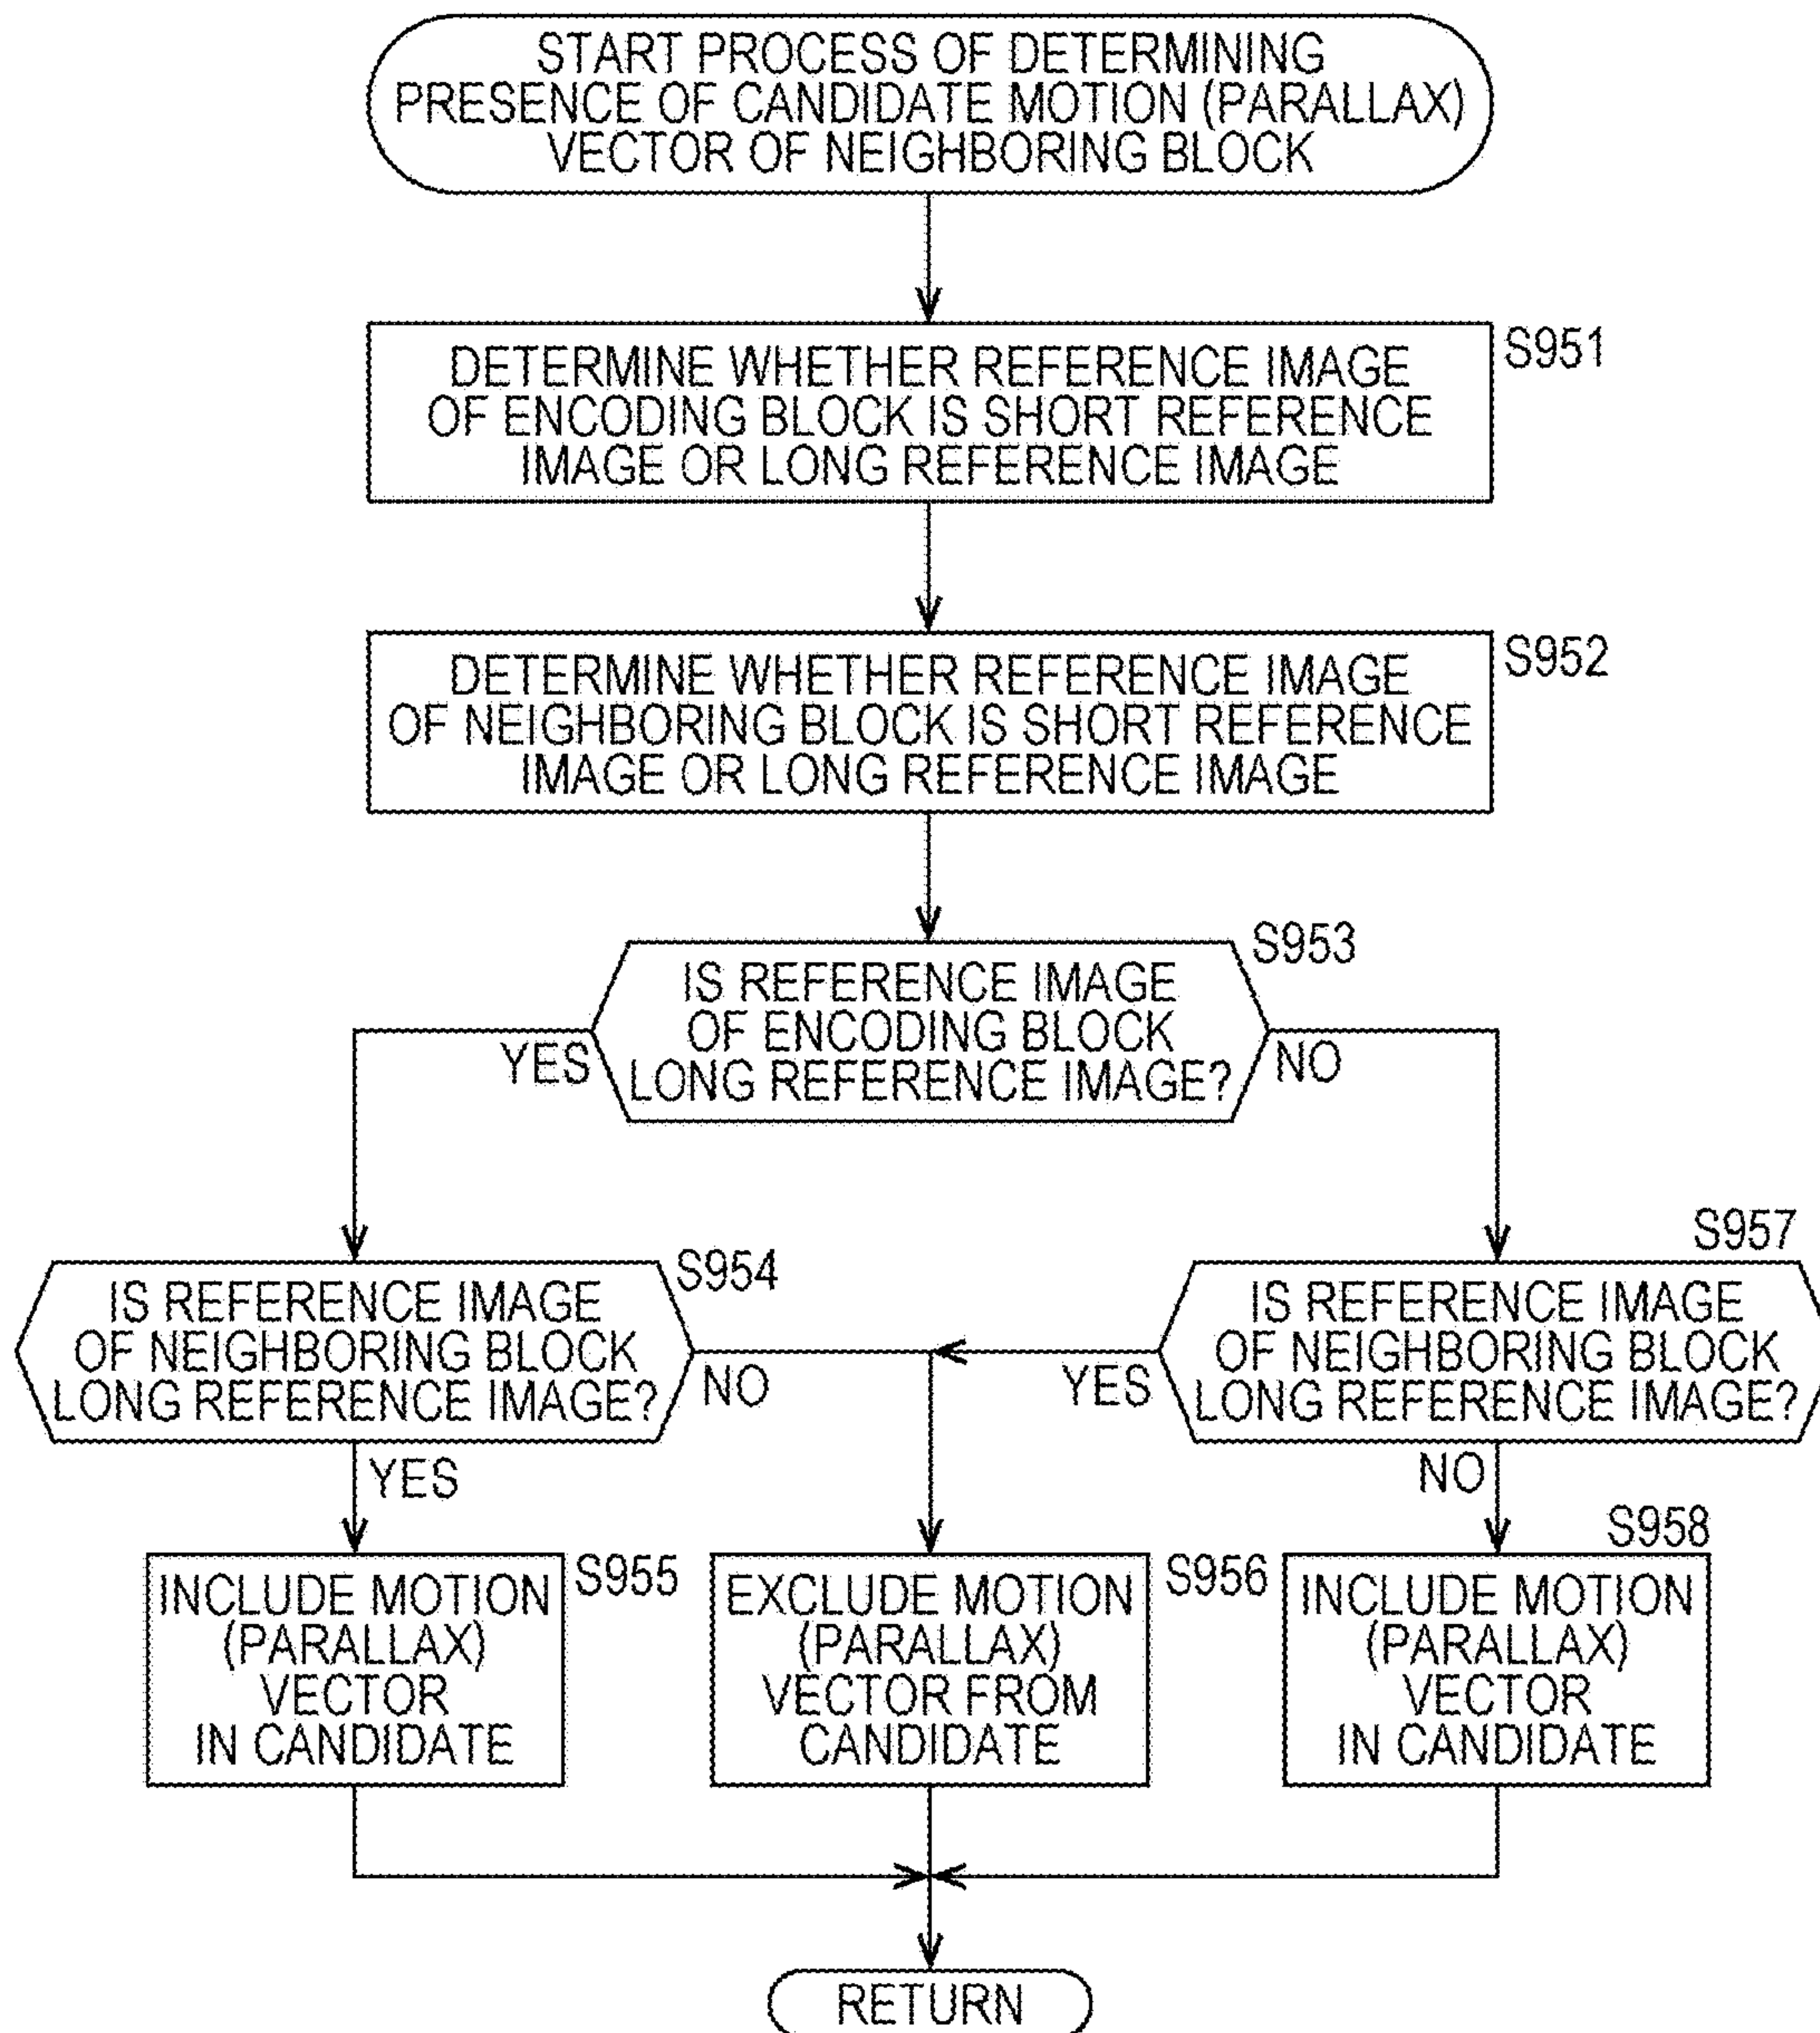 START PROCESS OF DETERMINING
PRESENCE OF CANDIDATE MOTION (PARALLAX)
VECTOR OF NEIGHBORING BLOCK
S951
DETERMINE WHETHER REFERENCE IMAGE
OF ENCODING BLOCK IS SHORT REFERENCE
IMAGE OR LONG REFERENCE IMAGE
S952
DETERMINE WHETHER REFERENCE IMAGE
OF NEIGHBORING BLOCK IS SHORT REFERENCE
IMAGE OR LONG REFERENCE IMAGE
S953
IS REFERENCE IMAGE
OF ENCODING BLOCK
LONG REFERENCE IMAGE?
YES
NO
S954
IS REFERENCE IMAGE
OF NEIGHBORING BLOCK
LONG REFERENCE IMAGE?
NO
YES
S957
IS REFERENCE IMAGE
OF NEIGHBORING BLOCK
LONG REFERENCE IMAGE?
YES
NO
S955
INCLUDE MOTION
(PARALLAX)
VECTOR
IN CANDIDATE
S956
EXCLUDE MOTION
(PARALLAX)
VECTOR FROM
CANDIDATE
S958
INCLUDE MOTION
(PARALLAX)
VECTOR
IN CANDIDATE
RETURN